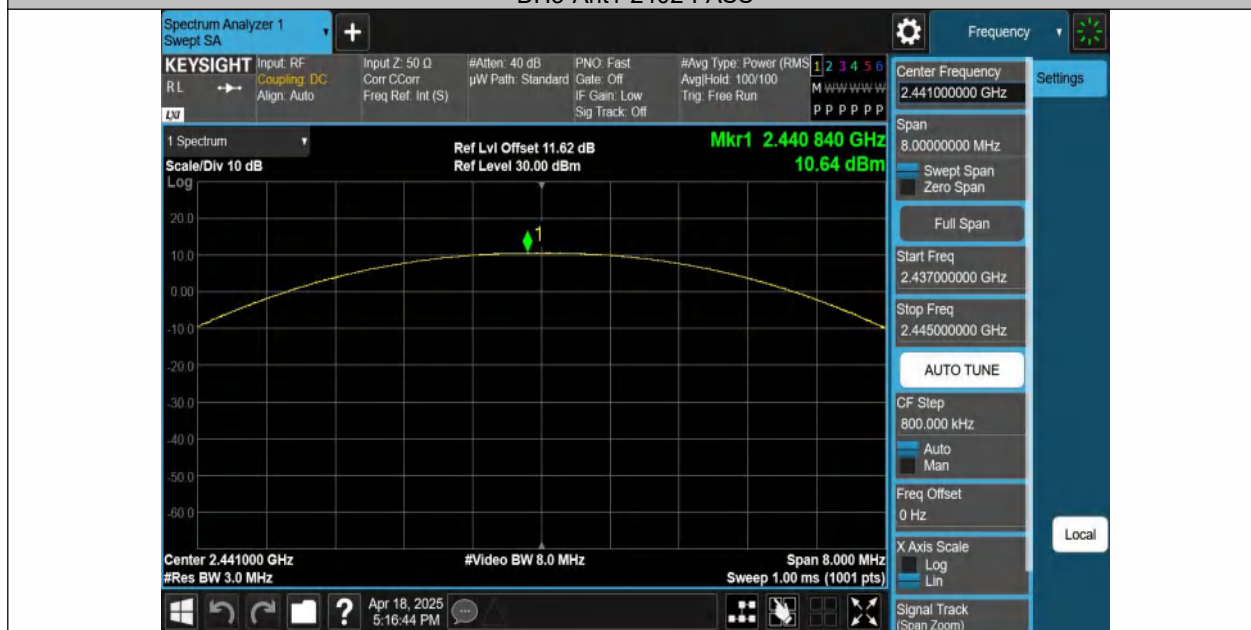 DH5-Ant1-2402-PASS
Spectrum Analyzer 1
Swept SA
Frequency
KEYSIGHT
RL
LXI
Input: RF
Coupling: DC
Align: Auto
Input Z: 50 Ω
Corr CCorr
Freq Ref: Int (S)
#Atten: 40 dB
µW Path: Standard
PNO: Fast
Gate: Off
IF Gain: Low
Sig Track: Off
#Avg Type: Power (RMS
Avg|Hold: 100/100
Trig: Free Run
1 2 3 4 5 6
M W W W W W
P P P P P P
1 Spectrum
Scale/Div 10 dB
Log
Ref Lvl Offset 11.62 dB
Ref Level 30.00 dBm
Mkr1 2.440 840 GHz
10.64 dBm
20.0
10.0
0.00
-10.0
-20.0
-30.0
-40.0
-50.0
-60.0
1
Center 2.441000 GHz
#Res BW 3.0 MHz
#Video BW 8.0 MHz
Span 8.000 MHz
Sweep 1.00 ms (1001 pts)
Apr 18, 2025
5:16:44 PM
Center Frequency
2.441000000 GHz
Span
8.00000000 MHz
Swept Span
Zero Span
Full Span
Start Freq
2.437000000 GHz
Stop Freq
2.445000000 GHz
AUTO TUNE
CF Step
800.000 kHz
Auto
Man
Freq Offset
0 Hz
X Axis Scale
Log
Lin
Signal Track
(Span Zoom)
Settings
Local